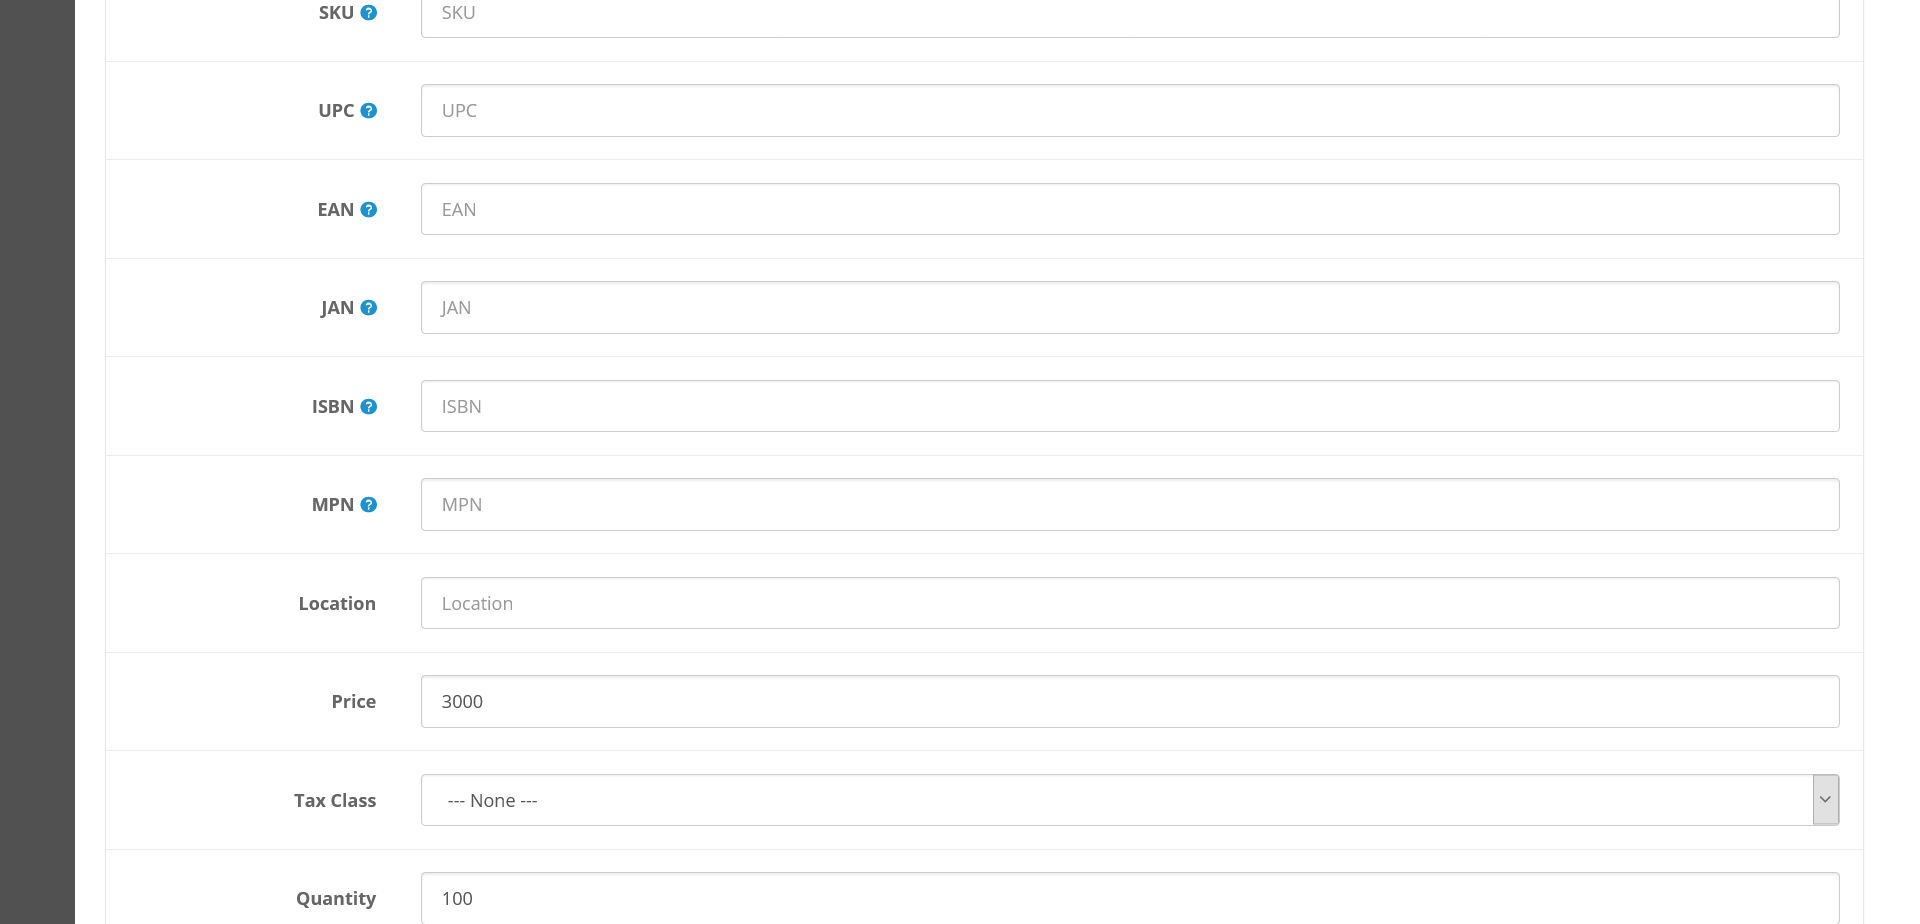 SKU ? SKU
UPC ? UPC
EAN ? EAN
JAN ? JAN
ISBN ? ISBN
MPN ? MPN
Location Location
Price 3000
Tax Class --- None ---
Quantity 100